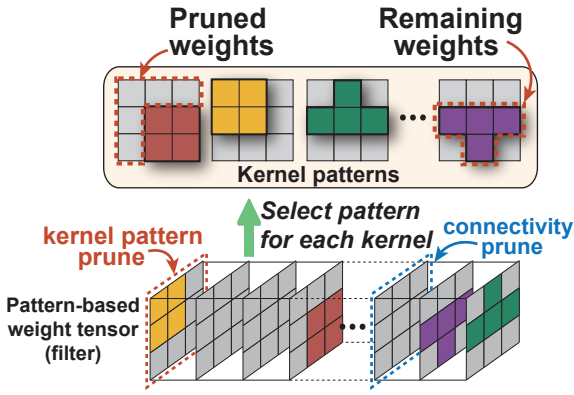 Pruned
weights
Remaining
weights
Kernel patterns
Select pattern
for each kernel
kernel pattern
prune
connectivity
prune
Pattern-based
weight tensor
(filter)